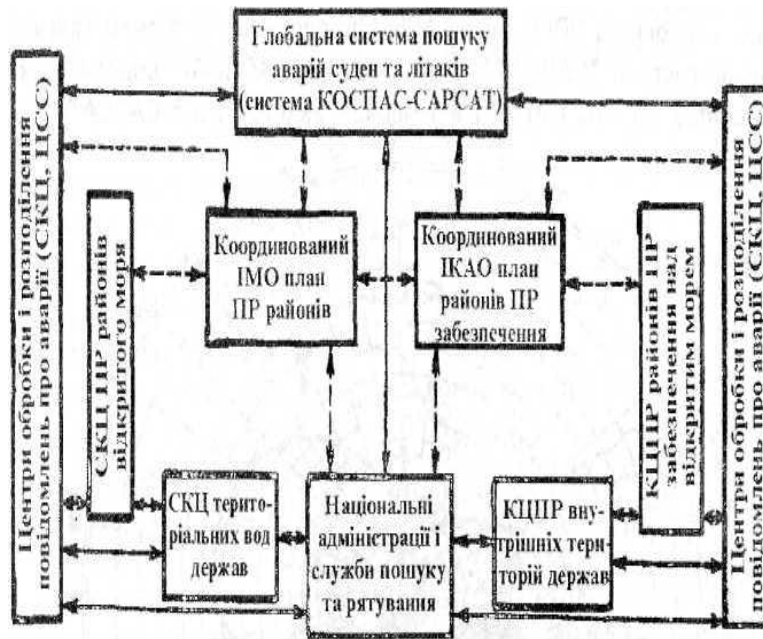 Глобальна система пошуку
аварій суден та літаків
(система КОСПАС-САРСАТ)
Центри обробки і розподілення
повідомлень про аварії (СКЦ, ЦСС)
СКЦ ПР районів
відкритого моря
Координований
ІМО план
ПР районів
Координований
ІКАО план
районів ПР
забезпечення
КЦПР районів ПР
забезпечення над
відкритим морем
Центри обробки і розподілення
повідомлень про аварії (СКЦ, ЦСС)
СКЦ територ-
іальних вод
держав
Національні
адміністрації і
служби пошуку
та рятування
КЦПР вну-
трішніх тери-
торій держав